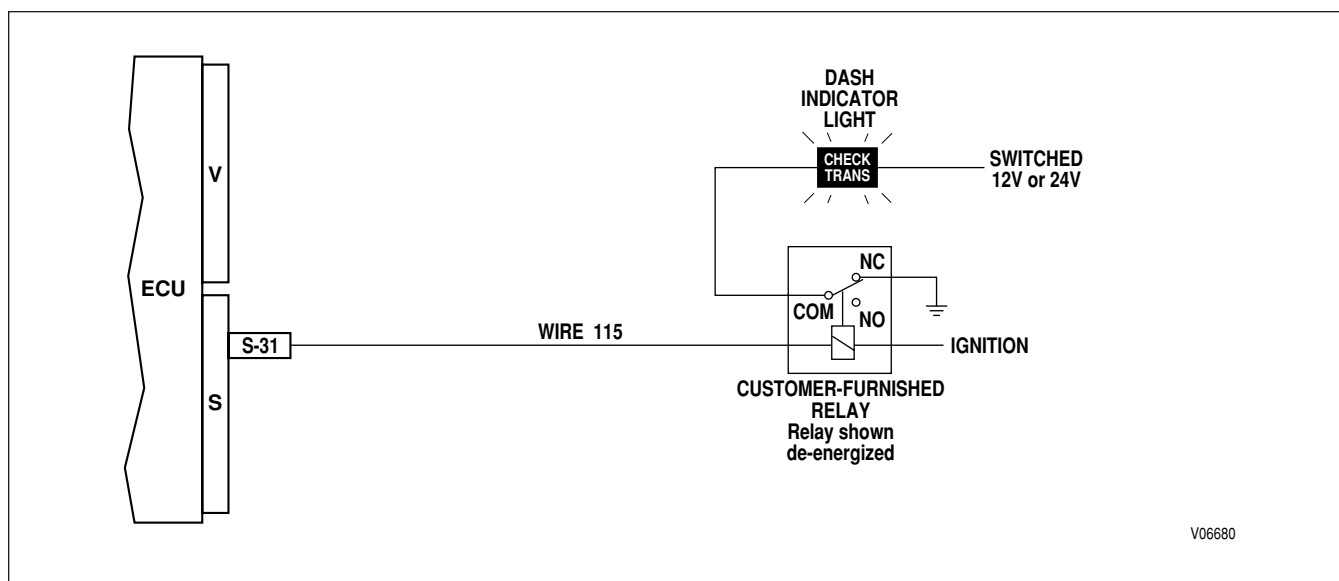 DASH
INDICATOR
LIGHT
CHECK
TRANS
SWITCHED
12V or 24V
V
ECU
S
S-31
WIRE 115
NC
COM
NO
IGNITION
CUSTOMER-FURNISHED
RELAY
Relay shown
de-energized
V06680